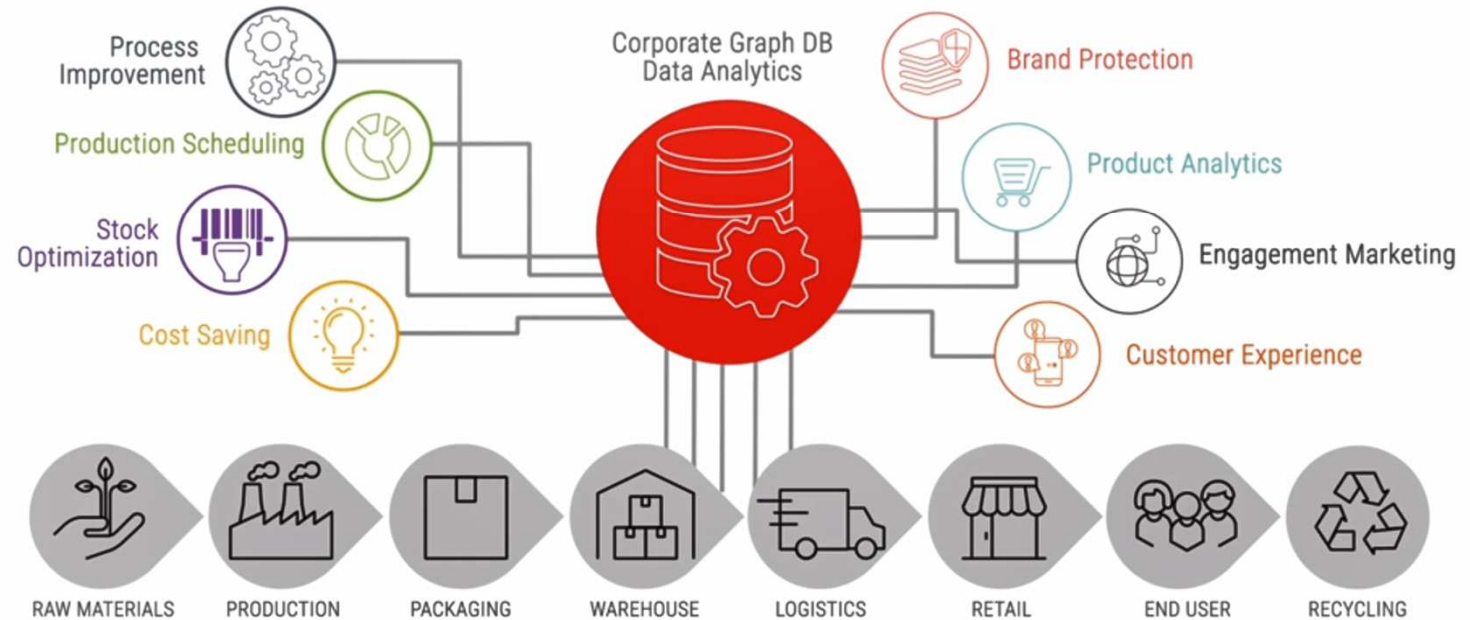 Process
Improvement
Production Scheduling
Stock
Optimization
Cost Saving
Corporate Graph DB
Data Analytics
Brand Protection
Product Analytics
Engagement Marketing
Customer Experience
RAW MATERIALS
PRODUCTION
PACKAGING
WAREHOUSE
LOGISTICS
RETAIL
END USER
RECYCLING